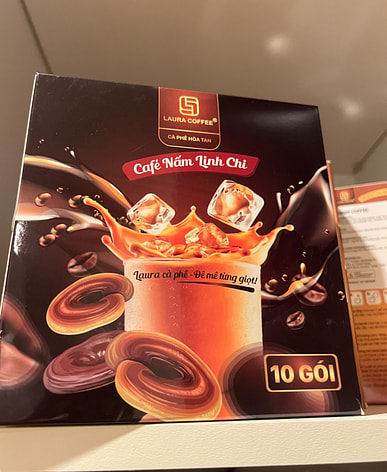 LAURA COFFEE®
CÀ PHÊ HÒA TAN
Café Nấm Linh Chi
Laura cà phê - Đê mê từng giọt!
10 GÓI